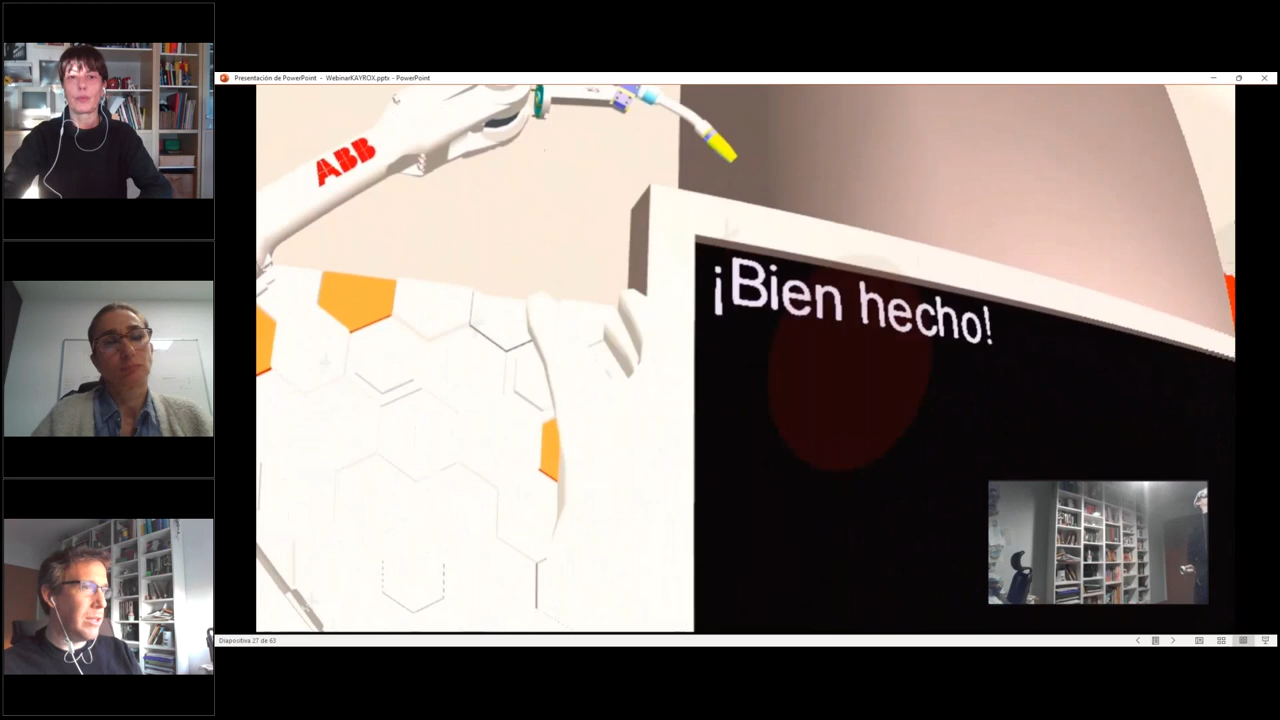 Presentación de PowerPoint - WebinarKAYROX.pptx - PowerPoint
ABB
¡Bien hecho!
Diapositiva 27 de 63